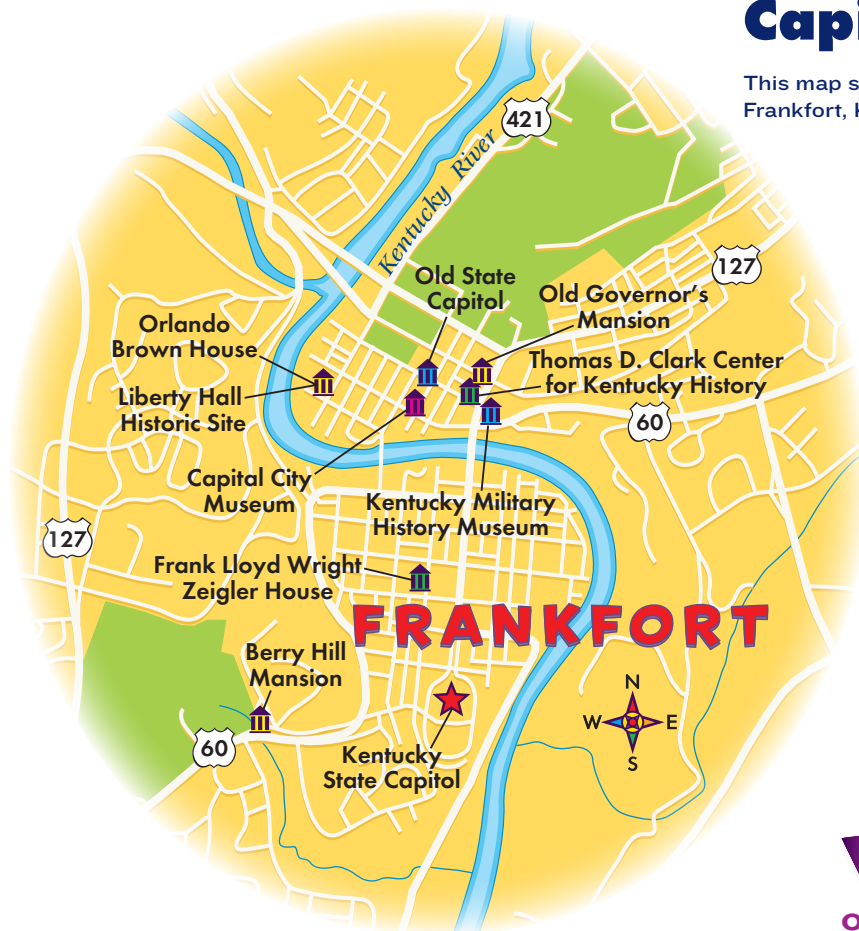 Capi
This map s
Frankfort, K
421
Kentucky River
127
Old State
Capitol
Old Governor's
Mansion
Orlando
Brown House
Thomas D. Clark Center
for Kentucky History
Liberty Hall
Historic Site
60
Capital City
Museum
Kentucky Military
History Museum
127
Frank Lloyd Wright
Zeigler House
FRANKFORT
Berry Hill
Mansion
N
W E
S
60
Kentucky
State Capitol
O